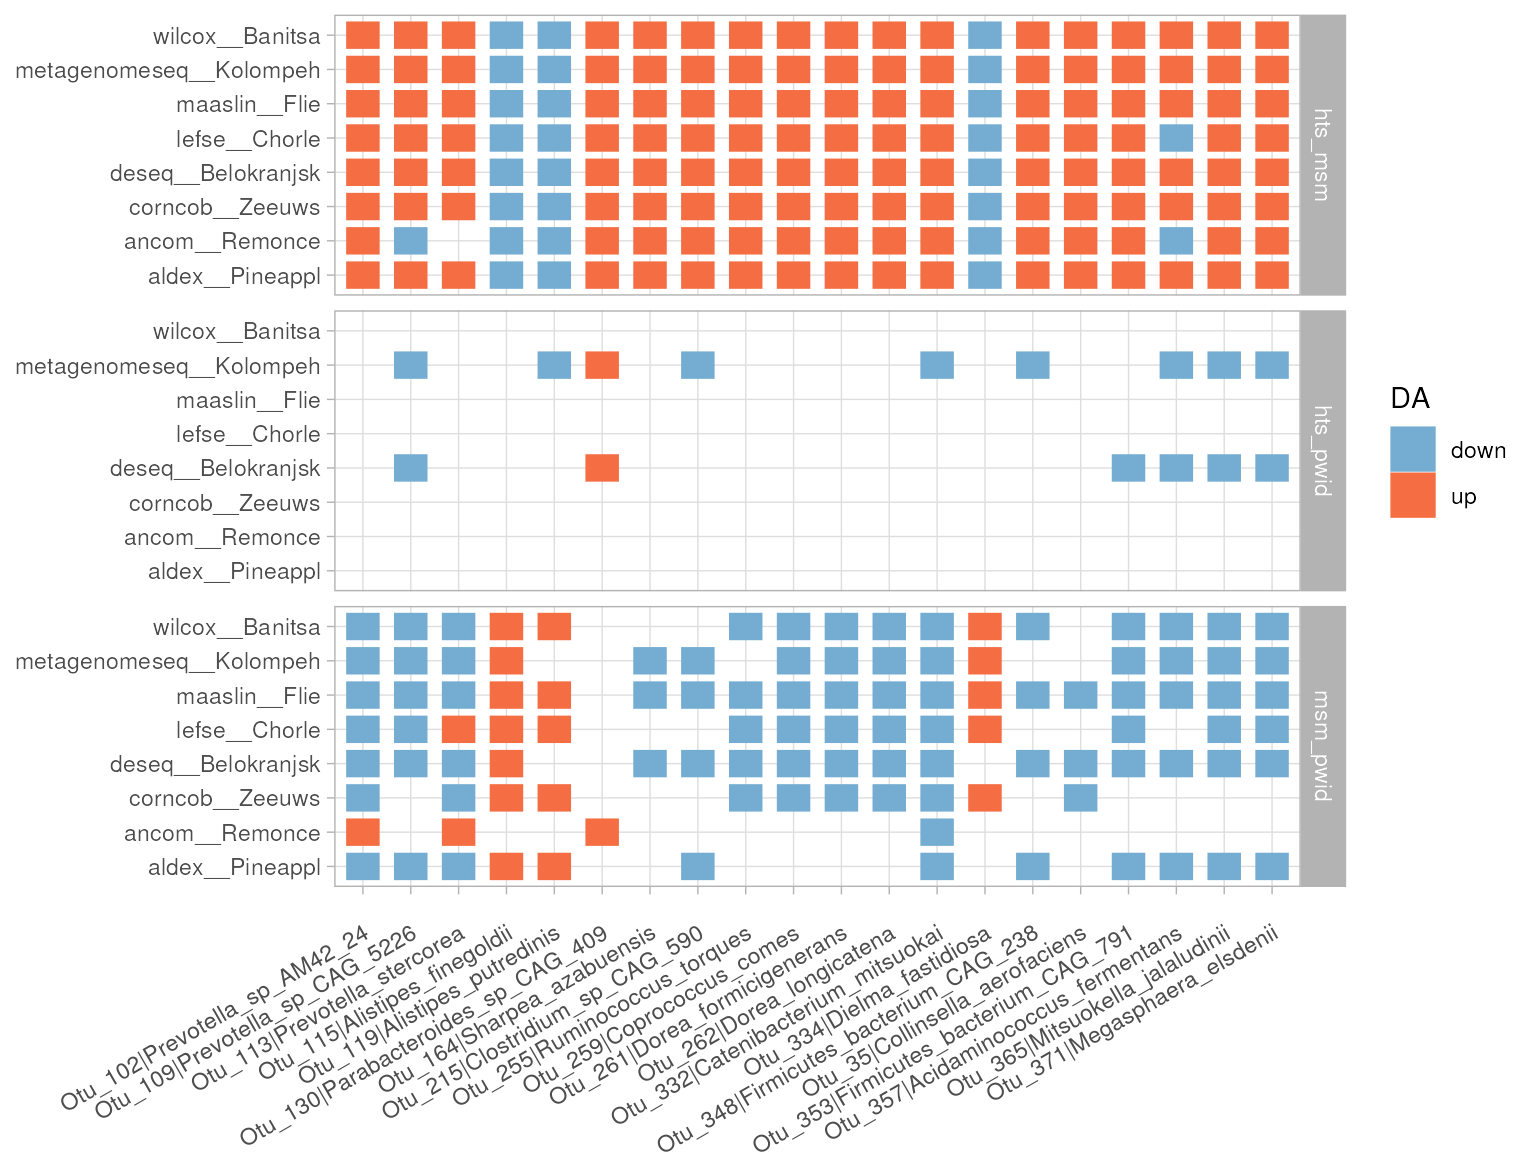 wilcox__Banitsa
metagenomeseq__Kolompeh
maaslin__Flie
lefse__Chorle
deseq__Belokranjsk
corncob__Zeeuws
ancom__Remonce
aldex__Pineappl
hts_msm
wilcox__Banitsa
metagenomeseq__Kolompeh
maaslin__Flie
lefse__Chorle
deseq__Belokranjsk
corncob__Zeeuws
ancom__Remonce
aldex__Pineappl
hts_pwid
wilcox__Banitsa
metagenomeseq__Kolompeh
maaslin__Flie
lefse__Chorle
deseq__Belokranjsk
corncob__Zeeuws
ancom__Remonce
aldex__Pineappl
msm_pwid
Otu_102|Prevotella_sp_AM42_24
Otu_109|Prevotella_sp_CAG_5226
Otu_113|Prevotella_stercorea
Otu_115|Alistipes_finegoldii
Otu_119|Alistipes_putredinis
Otu_130|Parabacteroides_sp_CAG_409
Otu_164|Sharpea_azabuensis
Otu_215|Clostridium_sp_CAG_590
Otu_255|Ruminococcus_torques
Otu_259|Coprococcus_comes
Otu_261|Dorea_formicigenerans
Otu_262|Dorea_longicatena
Otu_332|Catenibacterium_mitsuokai
Otu_334|Dielma_fastidiosa
Otu_348|Firmicutes_bacterium_CAG_238
Otu_35|Collinsella_aerofaciens
Otu_353|Firmicutes_bacterium_CAG_791
Otu_357|Acidaminococcus_fermentans
Otu_365|Mitsuokella_jalaludinii
Otu_371|Megasphaera_elsdenii
DA
down
up